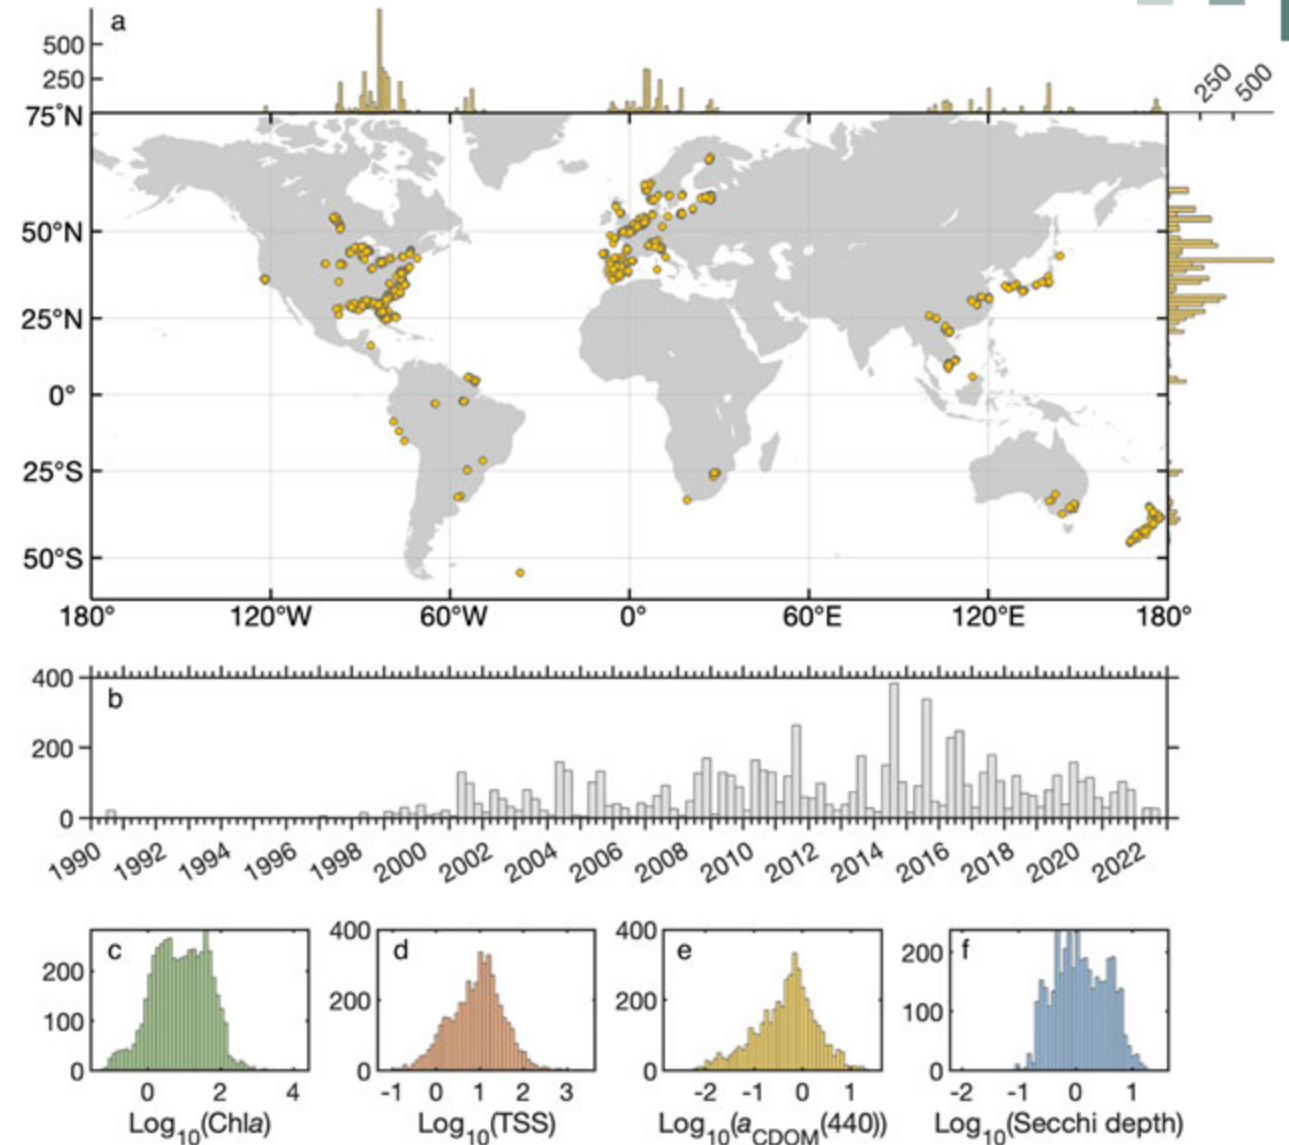 a
500
250
250 500
75°N
50°N
25°N
0°
25°S
50°S
180° 120°W 60°W 0° 60°E 120°E 180°
b
400
200
0
1990 1992 1994 1996 1998 2000 2002 2004 2006 2008 2010 2012 2014 2016 2018 2020 2022
c
200
100
0
0 2 4
Log10(Chla)
d
400
200
0
-1 0 1 2 3
Log10(TSS)
e
400
200
0
-2 -1 0 1
Log10(aCDOM(440))
f
200
100
0
-2 -1 0 1
Log10(Secchi depth)